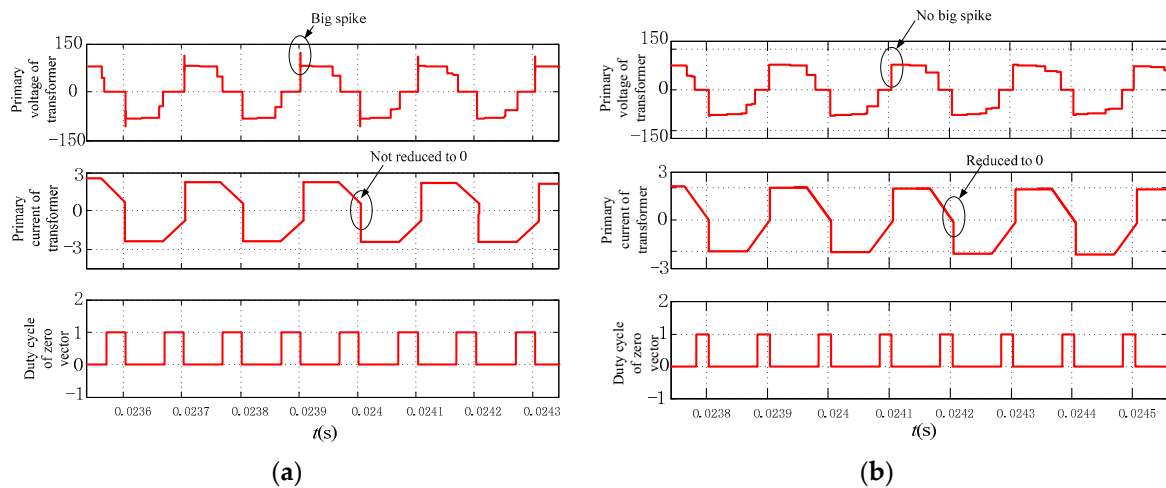 Big spike
150
0
-150
Primary
voltage of
transformer
Not reduced to 0
3
0
-3
Primary
current of
transformer
2
1
0
-1
Duty cycle
of zero
vector
0.0236
0.0237
0.0238
0.0239
0.024
0.0241
0.0242
0.0243
t(s)
(a)
No big spike
150
0
-150
Primary
voltage of
transformer
Reduced to 0
3
0
-3
Primary
current of
transformer
2
1
0
-1
Duty cycle
of zero
vector
0.0238
0.0239
0.024
0.0241
0.0242
0.0243
0.0244
0.0245
t(s)
(b)